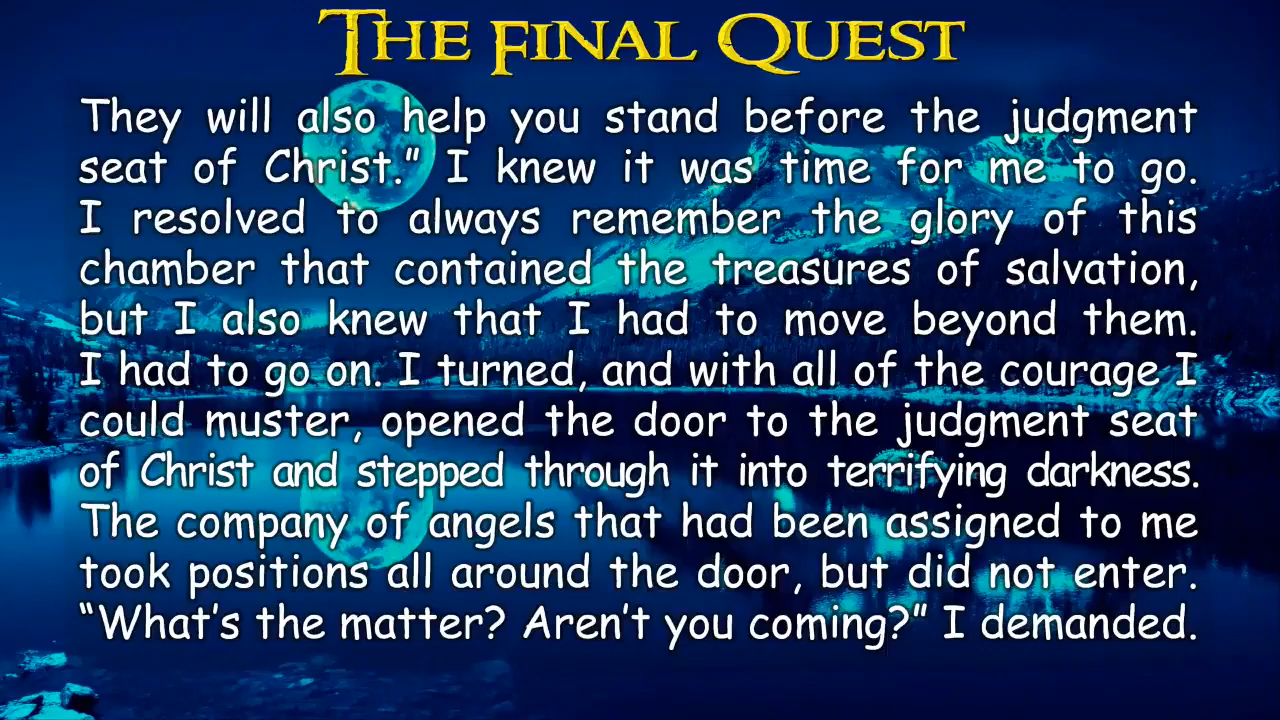 The Final Quest
They will also help you stand before the judgment
seat of Christ.” I knew it was time for me to go.
I resolved to always remember the glory of this
chamber that contained the treasures of salvation,
but I also knew that I had to move beyond them.
I had to go on. I turned, and with all of the courage I
could muster, opened the door to the judgment seat
of Christ and stepped through it into terrifying darkness.
The company of angels that had been assigned to me
took positions all around the door, but did not enter.
“What’s the matter? Aren’t you coming?” I demanded.